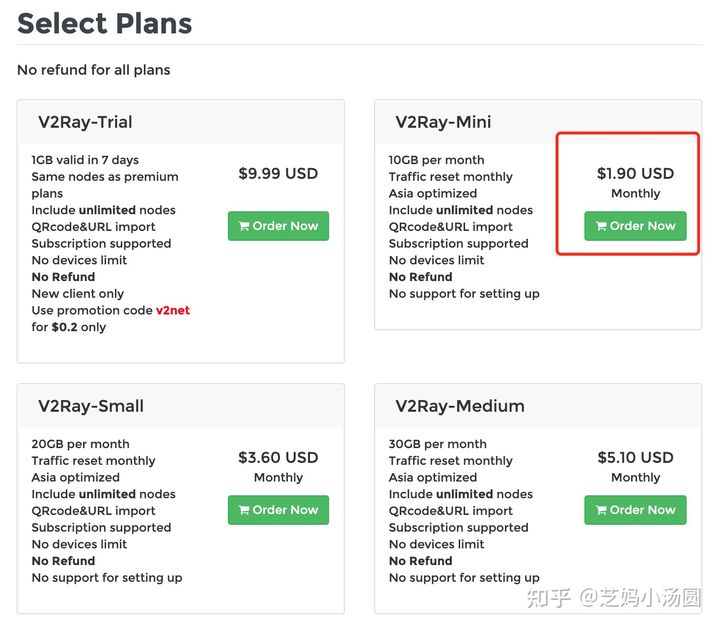 Select Plans
No refund for all plans
V2Ray-Trial
1GB valid in 7 days
Same nodes as premium
plans
Include unlimited nodes
QRcode&URL import
Subscription supported
No devices limit
No Refund
New client only
Use promotion code v2net
for $0.2 only
$9.99 USD
Order Now
V2Ray-Mini
10GB per month
Traffic reset monthly
Asia optimized
Include unlimited nodes
QRcode&URL import
Subscription supported
No devices limit
No Refund
No support for setting up
$1.90 USD
Monthly
Order Now
V2Ray-Small
20GB per month
Traffic reset monthly
Asia optimized
Include unlimited nodes
QRcode&URL import
Subscription supported
No devices limit
No Refund
No support for setting up
$3.60 USD
Monthly
Order Now
V2Ray-Medium
30GB per month
Traffic reset monthly
Asia optimized
Include unlimited nodes
QRcode&URL import
Subscription supported
No devices limit
No Refund
No support for setting up
$5.10 USD
Monthly
Order Now
知乎 @芝妈小汤圆